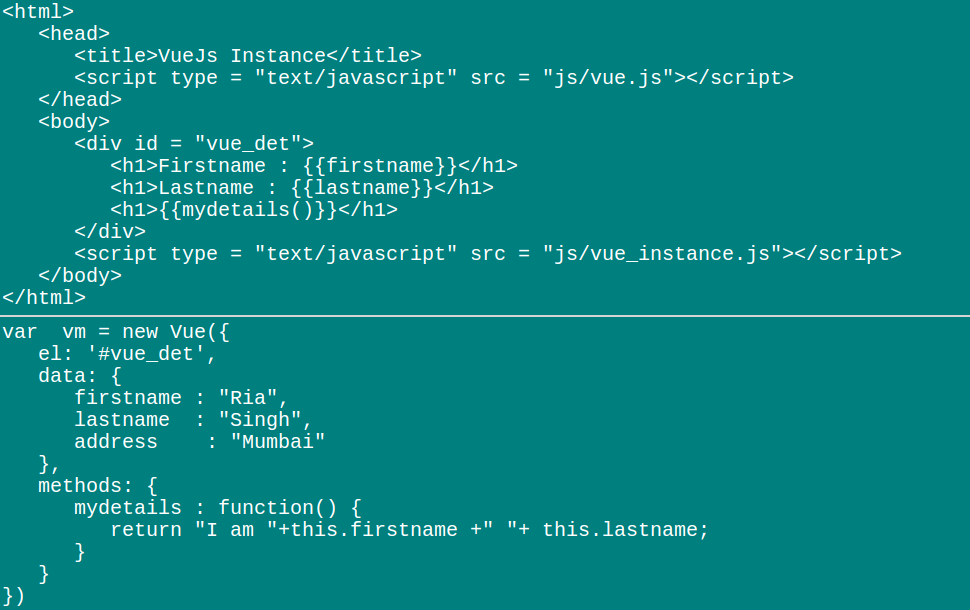 <html>
   <head>
      <title>VueJs Instance</title>
      <script type = "text/javascript" src = "js/vue.js"></script>
   </head>
   <body>
      <div id = "vue_det">
         <h1>Firstname : {{firstname}}</h1>
         <h1>Lastname : {{lastname}}</h1>
         <h1>{{mydetails()}}</h1>
      </div>
      <script type = "text/javascript" src = "js/vue_instance.js"></script>
   </body>
</html>
var  vm = new Vue({
   el: '#vue_det',
   data: {
      firstname : "Ria",
      lastname  : "Singh",
      address    : "Mumbai"
   },
   methods: {
      mydetails : function() {
         return "I am "+this.firstname +" "+ this.lastname;
      }
   }
})